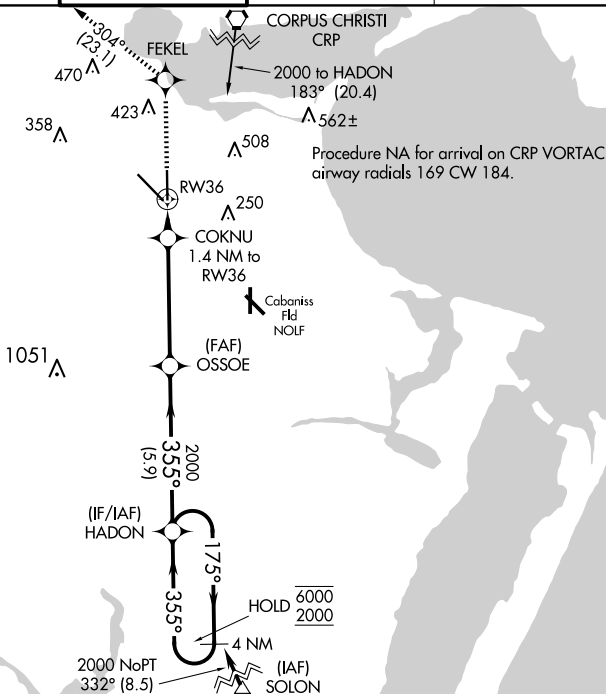 304°
(23.1)
CORPUS CHRISTI
CRP
FEKEL
470
2000 to HADON
183° (20.4)
423
562±
358
508
Procedure NA for arrival on CRP VORTAC
airway radials 169 CW 184.
RW36
250
COKNU
1.4 NM to
RW36
Cabaniss
Fld
NOLF
1051
(FAF)
OSSOE
2000
355°
(5.9)
(IF/IAF)
HADON
175°
355°
HOLD 6000
2000
4 NM
2000 NoPT
332° (8.5)
(IAF)
SOLON